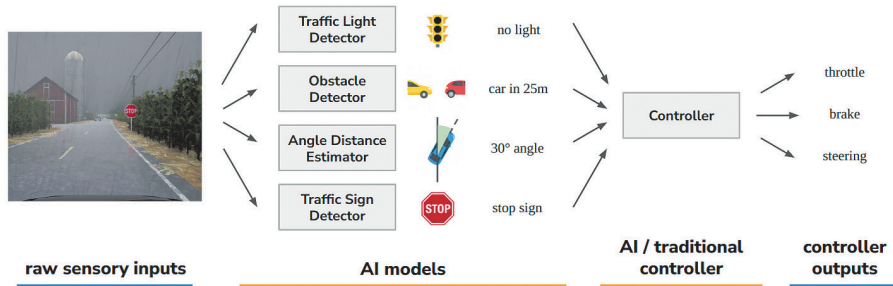 Traffic Light
Detector
no light
Obstacle
Detector
car in 25m
Angle Distance
Estimator
30° angle
Traffic Sign
Detector
STOP
stop sign
STOP
Controller
throttle
brake
steering
raw sensory inputs
AI models
AI / traditional
controller
controller
outputs